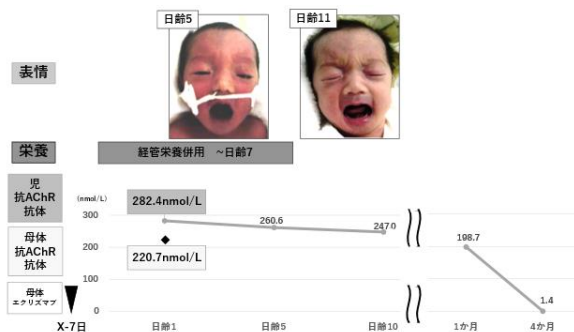 日齢5
日齢11
表情
栄養
経管栄養併用　~日齢7
児
抗AChR
抗体
(nmol/L)
282.4nmol/L
300
260.6
247.0
母体
抗AChR
抗体
200
220.7nmol/L
198.7
100
母体
エクリズマブ
0
1.4
X-7日
日齢1
日齢5
日齢10
1か月
4か月